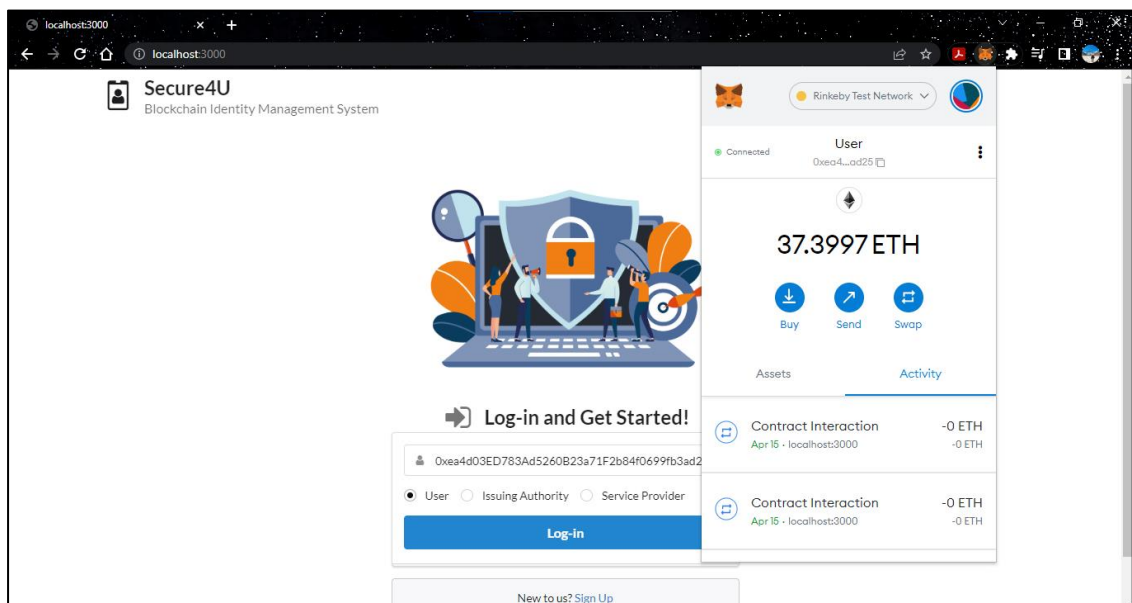 localhost:3000
localhost:3000
Secure4U
Blockchain Identity Management System
Rinkeby Test Network
Connected
User
0xea4...ad25
37.3997 ETH
Buy
Send
Swap
Assets
Activity
Contract Interaction
-0 ETH
Apr 15 · localhost:3000
-0 ETH
Contract Interaction
-0 ETH
Apr 15 · localhost:3000
-0 ETH
Log-in and Get Started!
0xea4d03ED783Ad5260B23a71F2b84f0699fb3ad2
User
Issuing Authority
Service Provider
Log-in
New to us? Sign Up